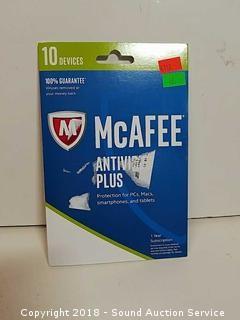 10 DEVICES
100% GUARANTEE*
Viruses removed or
your money back
McAFEE
ANTIVI
PLUS
Protection for PCs, Macs,
smartphones, and tablets
1 Year
Subscription
Copyright 2018 - Sound Auction Service